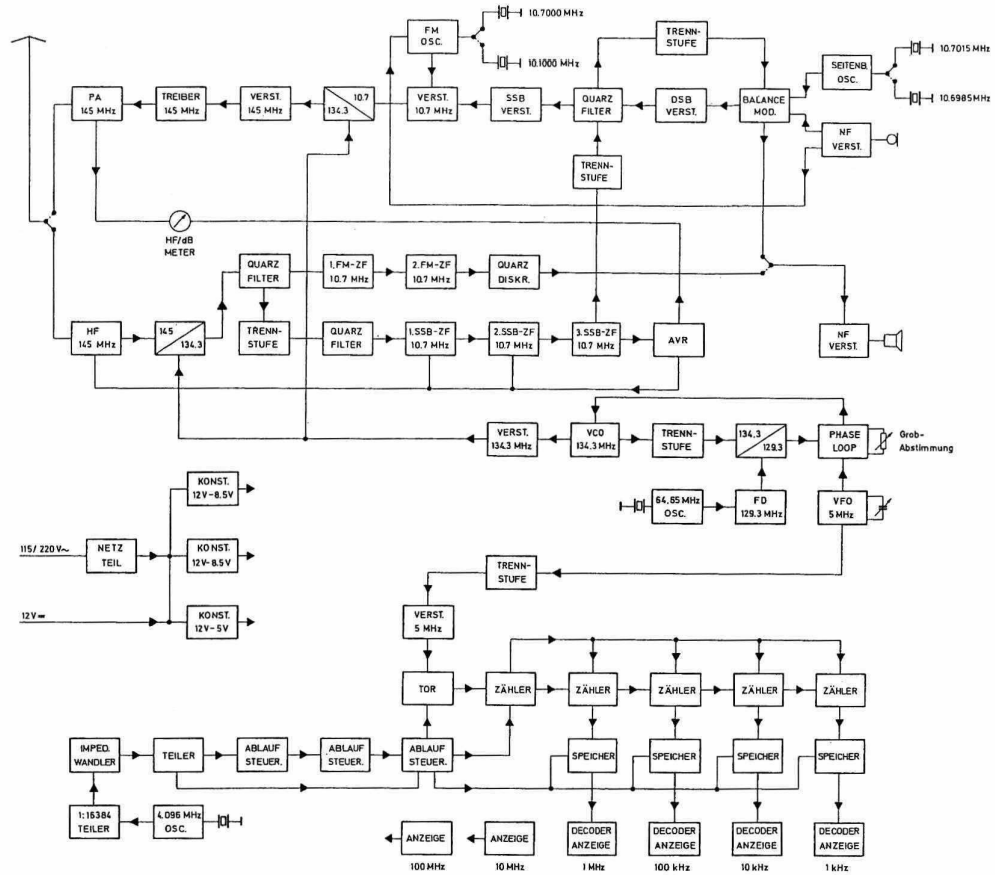 10.7000 MHz
FM
OSC.
10.1000 MHz
TRENN-
STUFE
10.7015 MHz
SEITENB.
OSC.
10.6985 MHz
PA
145 MHz
TREIBER
145 MHz
VERST.
145 MHz
10.7
134.3
VERST.
10.7 MHz
SSB
VERST.
QUARZ
FILTER
DSB
VERST.
BALANCE
MOD.
NF
VERST.
TRENN-
STUFE
HF/dB
METER
QUARZ
FILTER
1.FM-ZF
10.7 MHz
2.FM-ZF
10.7 MHz
QUARZ
DISKR.
HF
145 MHz
145
134.3
TRENN-
STUFE
QUARZ
FILTER
1.SSB-ZF
10.7 MHz
2.SSB-ZF
10.7 MHz
3.SSB-ZF
10.7 MHz
AVR
NF
VERST.
VERST.
134.3 MHz
VCO
134.3 MHz
TRENN-
STUFE
134.3
129.3
PHASE
LOOP
Grob-
Abstimmung
64,65 MHz
OSC.
FD
129.3 MHz
VFO
5 MHz
KONST.
12V-8,5V
115/220 V~
NETZ
TEIL
KONST.
12V-8,5V
12V=
KONST.
12V-5V
TRENN-
STUFE
VERST.
5 MHz
TOR
ZÄHLER
ZÄHLER
ZÄHLER
ZÄHLER
ZÄHLER
IMPED.
WANDLER
TEILER
ABLAUF
STEUER.
ABLAUF
STEUER.
ABLAUF
STEUER.
SPEICHER
SPEICHER
SPEICHER
SPEICHER
1:16384
TEILER
4,096 MHz
OSC.
ANZEIGE
100 MHz
ANZEIGE
10 MHz
DECODER
ANZEIGE
1 MHz
DECODER
ANZEIGE
100 kHz
DECODER
ANZEIGE
10 kHz
DECODER
ANZEIGE
1 kHz